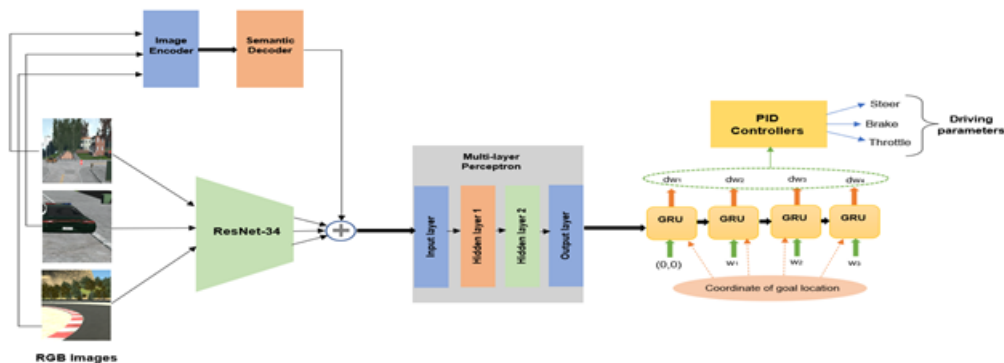 Image
Encoder
Semantic
Decoder
RGB Images
ResNet-34
+
Multi-layer
Perceptron
Input layer
Hidden layer 1
Hidden layer 2
Output layer
PID
Controllers
Steer
Brake
Throttle
Driving
parameters
dw1
dw2
dw3
dw4
GRU
GRU
GRU
GRU
(0,0)
w1
w2
w3
Coordinate of goal location